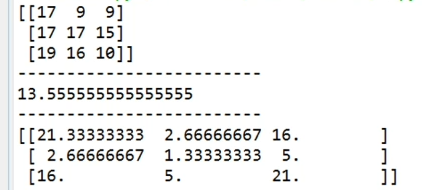 [[17  9  9]
 [17 17 15]
 [19 16 10]]
-------------------------
13.555555555555555
-------------------------
[[21.33333333  2.66666667 16.        ]
 [ 2.66666667  1.33333333  5.        ]
 [16.          5.         21.        ]]